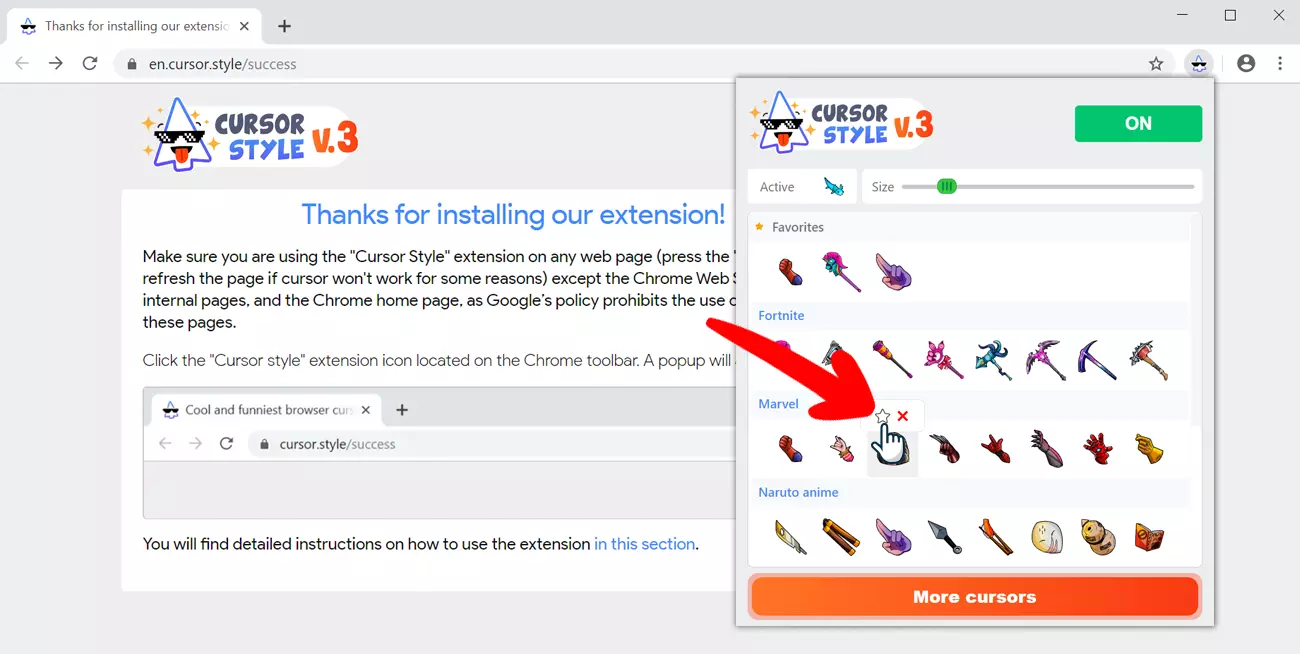 Thanks for installing our extensio
en.cursor.style/success
CURSOR
STYLE V.3
Thanks for installing our extension!
Make sure you are using the "Cursor Style" extension on any web page (press the "
refresh the page if cursor won't work for some reasons) except the Chrome Web S
internal pages, and the Chrome home page, as Google's policy prohibits the use o
these pages.
Click the "Cursor style" extension icon located on the Chrome toolbar. A popup will
Cool and funniest browser curs
cursor.style/success
You will find detailed instructions on how to use the extension in this section.
CURSOR
STYLE V.3
ON
Active
Size
Favorites
Fortnite
Marvel
Naruto anime
More cursors